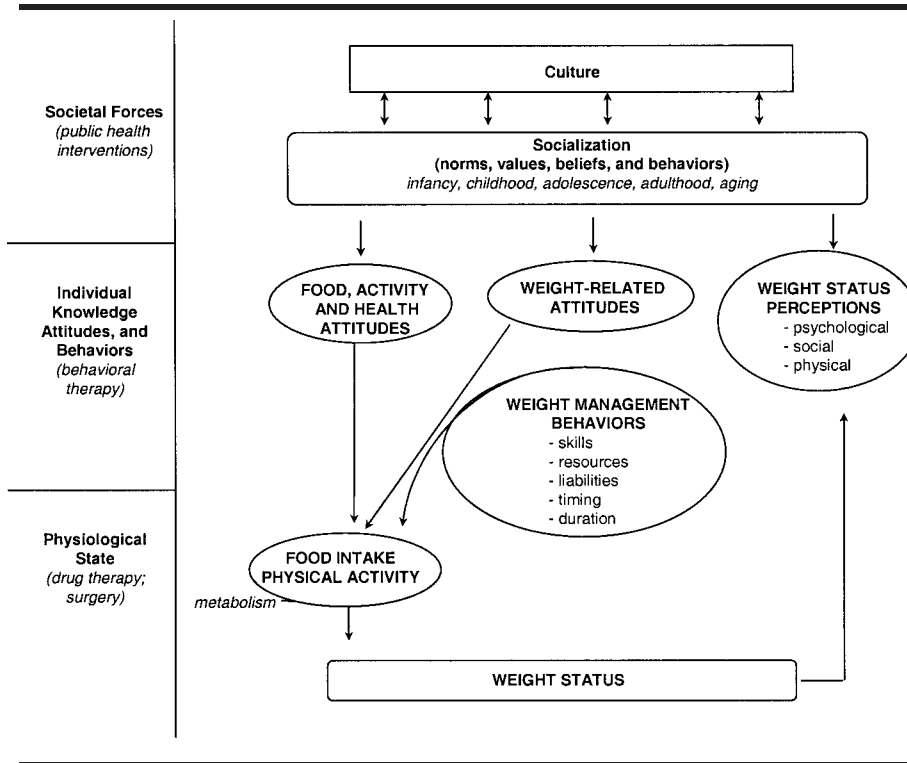 Societal Forces
(public health
interventions)
Culture
Socialization
(norms, values, beliefs, and behaviors)
infancy, childhood, adolescence, adulthood, aging
Individual
Knowledge
Attitudes, and
Behaviors
(behavioral
therapy)
FOOD, ACTIVITY
AND HEALTH
ATTITUDES
WEIGHT-RELATED
ATTITUDES
WEIGHT STATUS
PERCEPTIONS
- psychological
- social
- physical
WEIGHT MANAGEMENT
BEHAVIORS
- skills
- resources
- liabilities
- timing
- duration
Physiological
State
(drug therapy;
surgery)
FOOD INTAKE
PHYSICAL ACTIVITY
metabolism
WEIGHT STATUS